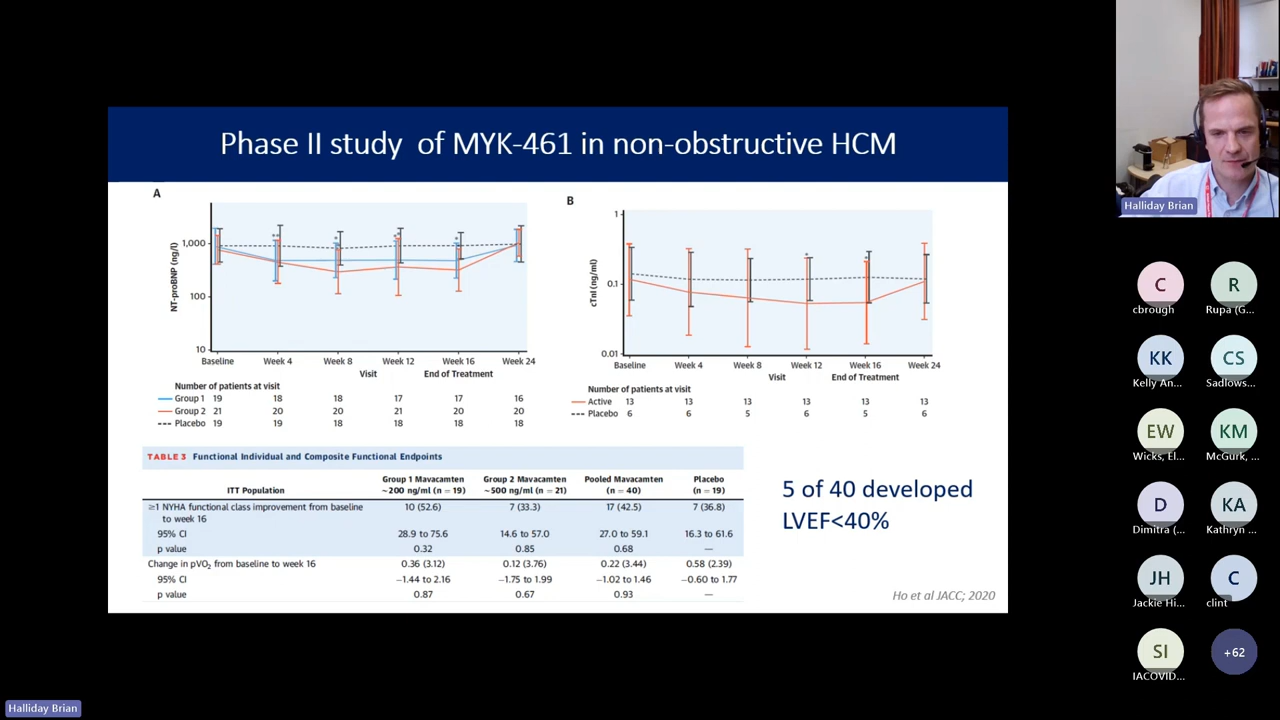 Phase II study of MYK-461 in non-obstructive HCM
A
NT-proBNP (ng/l)
1,000
100
10
Baseline Week 4 Week 8 Week 12 Week 16 Week 24
Visit End of Treatment
Number of patients at visit
Group 1 19 18 18 17 17 16
Group 2 21 20 20 21 20 20
Placebo 19 19 18 18 18 18
B
cTnI (ng/ml)
1
0.1
0.01
Baseline Week 4 Week 8 Week 12 Week 16 Week 24
Visit End of Treatment
Number of patients at visit
Active 13 13 13 13 13 13
Placebo 6 6 5 6 5 6
TABLE 3 Functional Individual and Composite Functional Endpoints
ITT Population Group 1 Mavacamten ~200 ng/ml (n = 19) Group 2 Mavacamten ~500 ng/ml (n = 21) Pooled Mavacamten (n = 40) Placebo (n = 19)
≥1 NYHA functional class improvement from baseline to week 16 10 (52.6) 7 (33.3) 17 (42.5) 7 (36.8)
95% CI 28.9 to 75.6 14.6 to 57.0 27.0 to 59.1 16.3 to 61.6
p value 0.32 0.85 0.68 —
Change in pVO₂ from baseline to week 16 0.36 (3.12) 0.12 (3.76) 0.22 (3.44) 0.58 (2.39)
95% CI −1.44 to 2.16 −1.75 to 1.99 −1.02 to 1.46 −0.60 to 1.77
p value 0.87 0.67 0.93 —
5 of 40 developed
LVEF<40%
Ho et al JACC; 2020
Halliday Brian
C R
cbrough Rupa (G...
KK CS
Kelly An... Sadlows...
EW KM
Wicks, El... McGurk, ...
D KA
Dimitra (... Kathryn ...
JH C
Jackie Hi... clint
SI +62
IACOVID...
Halliday Brian